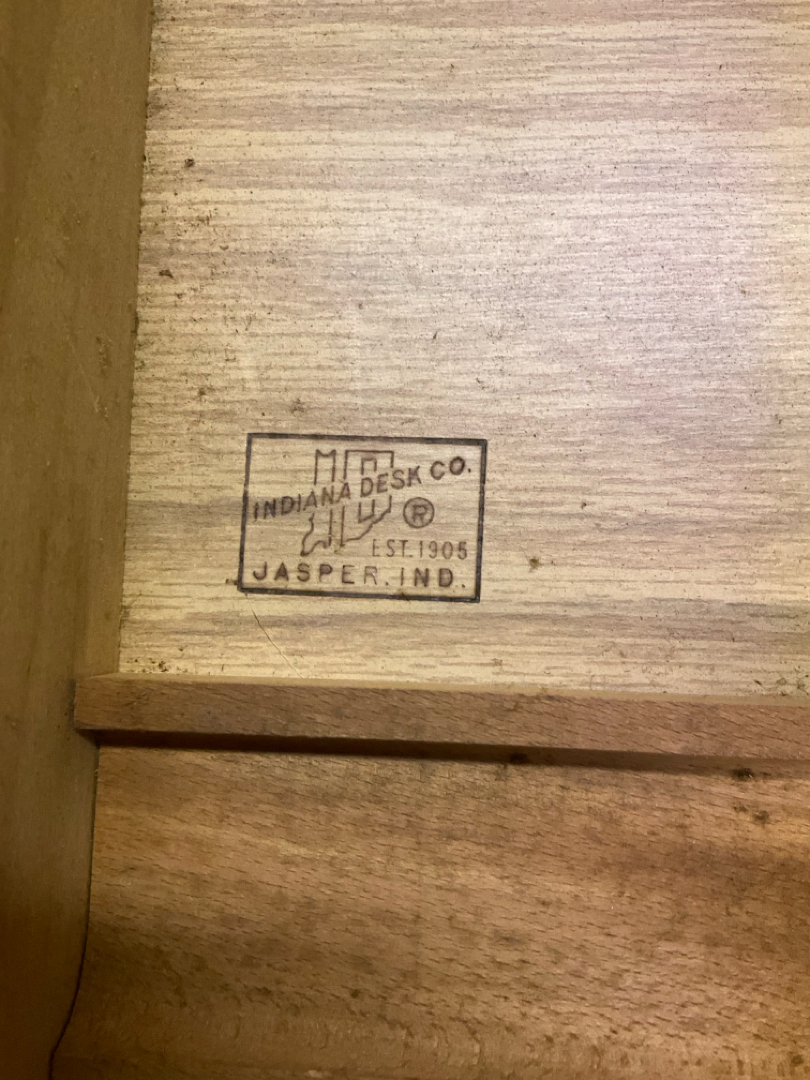 INDIANA DESK CO.
®
EST. 1905
JASPER, IND.